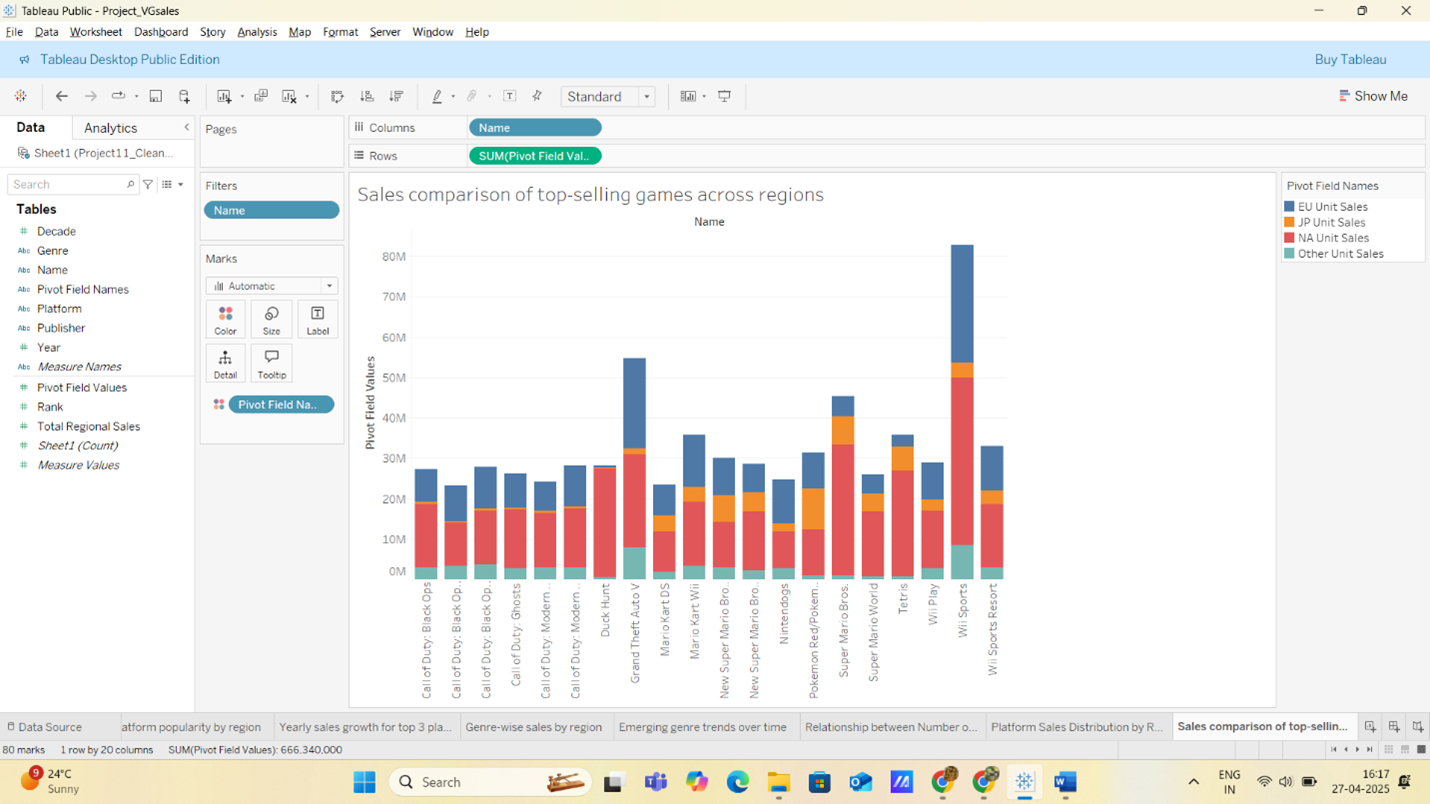 Tableau Public - Project_VGsales
File Data Worksheet Dashboard Story Analysis Map Format Server Window Help
Tableau Desktop Public Edition
Buy Tableau
Standard
Show Me
Data
Analytics
Sheet1 (Project11_Clean...
Search
Tables
Decade
Abc Genre
Abc Name
Abc Pivot Field Names
Abc Platform
Abc Publisher
Year
Abc Measure Names
Pivot Field Values
Rank
Total Regional Sales
Sheet1 (Count)
Measure Values
Pages
Filters
Name
Marks
Automatic
Color
Size
Label
Detail
Tooltip
Pivot Field Na..
Columns
Name
Rows
SUM(Pivot Field Val..
Sales comparison of top-selling games across regions
Name
Pivot Field Values
80M
70M
60M
50M
40M
30M
20M
10M
0M
Call of Duty: Black Ops
Call of Duty: Black Op..
Call of Duty: Black Op..
Call of Duty: Ghosts
Call of Duty: Modern ..
Call of Duty: Modern ..
Duck Hunt
Grand Theft Auto V
Mario Kart DS
Mario Kart Wii
New Super Mario Bro..
New Super Mario Bro..
Nintendogs
Pokemon Red/Pokem..
Super Mario Bros.
Super Mario World
Tetris
Wii Play
Wii Sports
Wii Sports Resort
Pivot Field Names
EU Unit Sales
JP Unit Sales
NA Unit Sales
Other Unit Sales
Data Source
atform popularity by region
Yearly sales growth for top 3 pla...
Genre-wise sales by region
Emerging genre trends over time
Relationship between Number o...
Platform Sales Distribution by R...
Sales comparison of top-sellin...
80 marks 1 row by 20 columns SUM(Pivot Field Values): 666,340,000
9
24°C
Sunny
Search
ENG
IN
16:17
27-04-2025